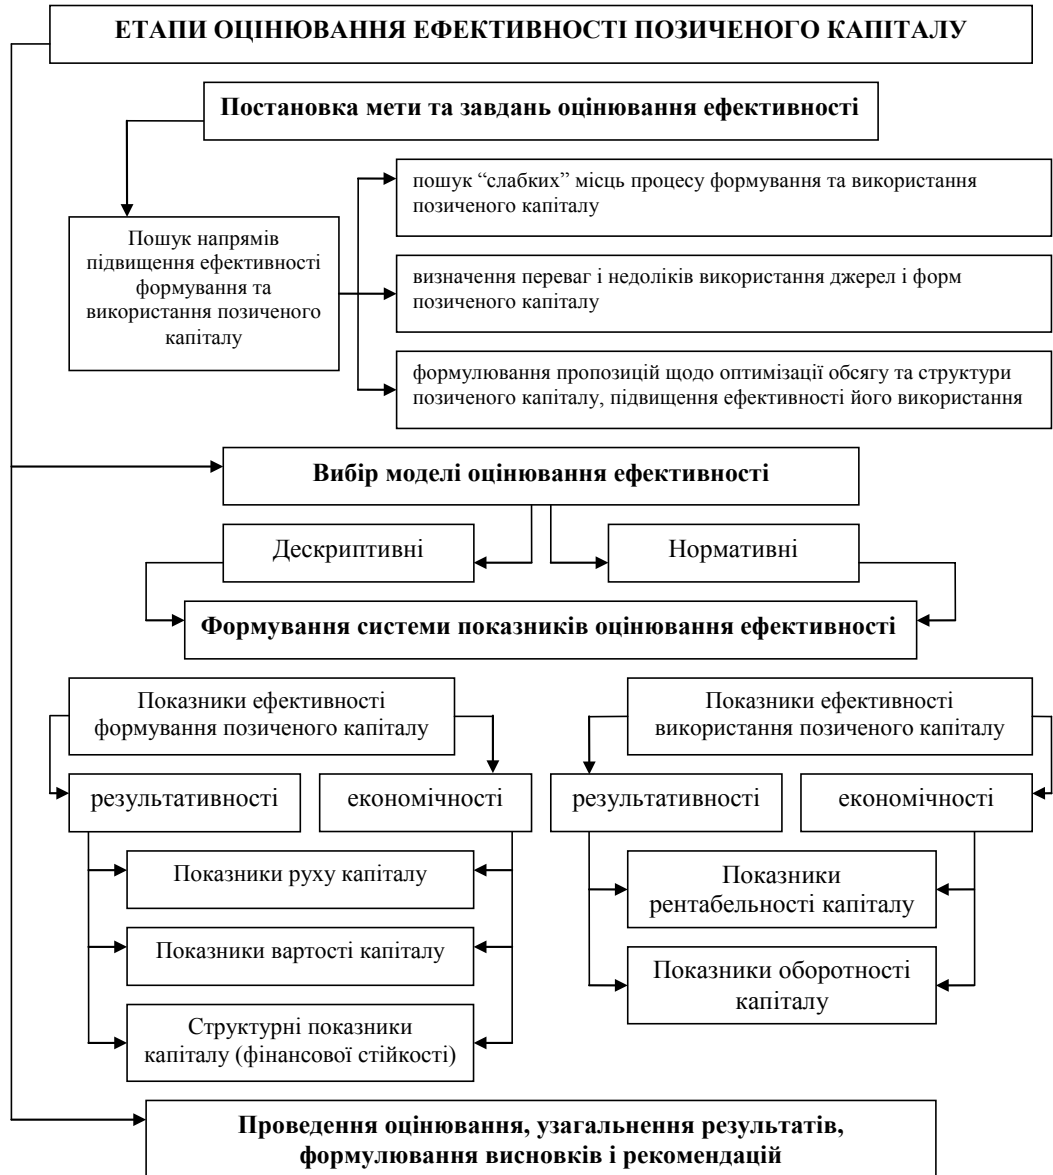 ЕТАПИ ОЦІНЮВАННЯ ЕФЕКТИВНОСТІ ПОЗИЧЕНОГО КАПІТАЛУ
Постановка мети та завдань оцінювання ефективності
Пошук напрямів
підвищення ефективності
формування та
використання позиченого
капіталу
пошук “слабких” місць процесу формування та використання
позиченого капіталу
визначення переваг і недоліків використання джерел і форм
позиченого капіталу
формулювання пропозицій щодо оптимізації обсягу та структури
позиченого капіталу, підвищення ефективності його використання
Вибір моделі оцінювання ефективності
Дескриптивні
Нормативні
Формування системи показників оцінювання ефективності
Показники ефективності
формування позиченого капіталу
Показники ефективності
використання позиченого капіталу
результативності
економічності
результативності
економічності
Показники руху капіталу
Показники вартості капіталу
Структурні показники
капіталу (фінансової стійкості)
Показники
рентабельності капіталу
Показники оборотності
капіталу
Проведення оцінювання, узагальнення результатів,
формулювання висновків і рекомендацій